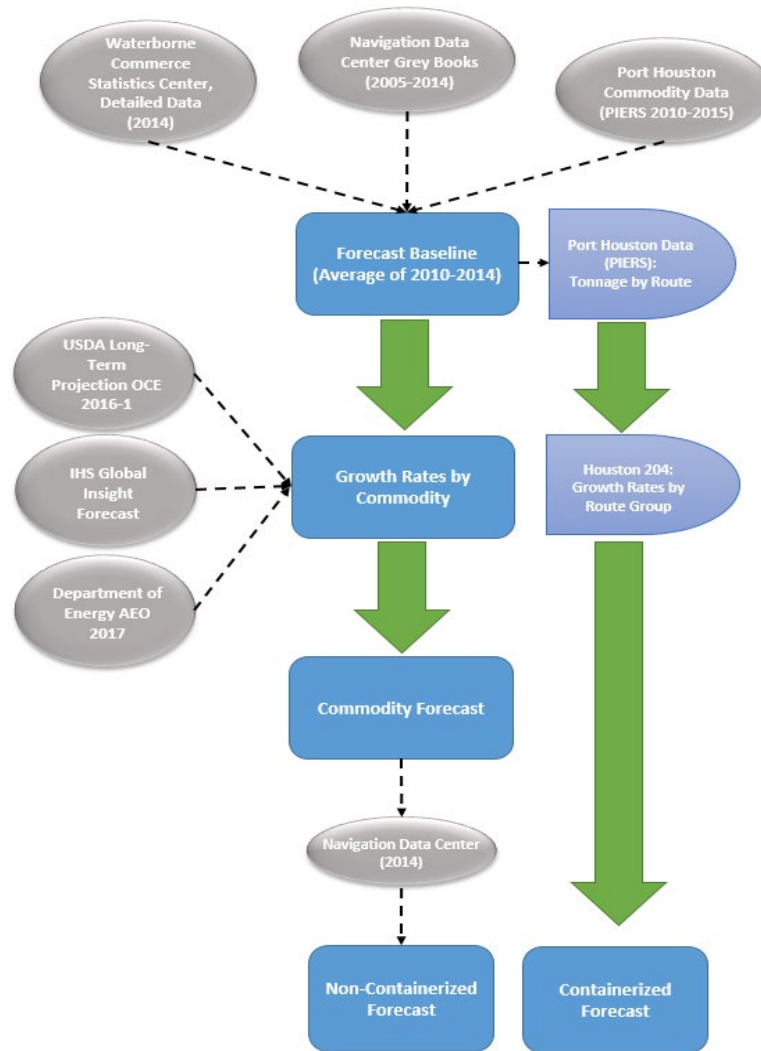 Waterborne
Commerce
Statistics Center,
Detailed Data
(2014)
Navigation Data
Center Grey Books
(2005-2014)
Port Houston
Commodity Data
(PIERS 2010-2015)
Forecast Baseline
(Average of 2010-2014)
Port Houston Data
(PIERS):
Tonnage by Route
USDA Long-
Term
Projection OCE
2016-1
IHS Global
Insight
Forecast
Department of
Energy AEO
2017
Growth Rates by
Commodity
Houston 204:
Growth Rates by
Route Group
Commodity Forecast
Navigation Data Center
(2014)
Non-Containerized
Forecast
Containerized
Forecast